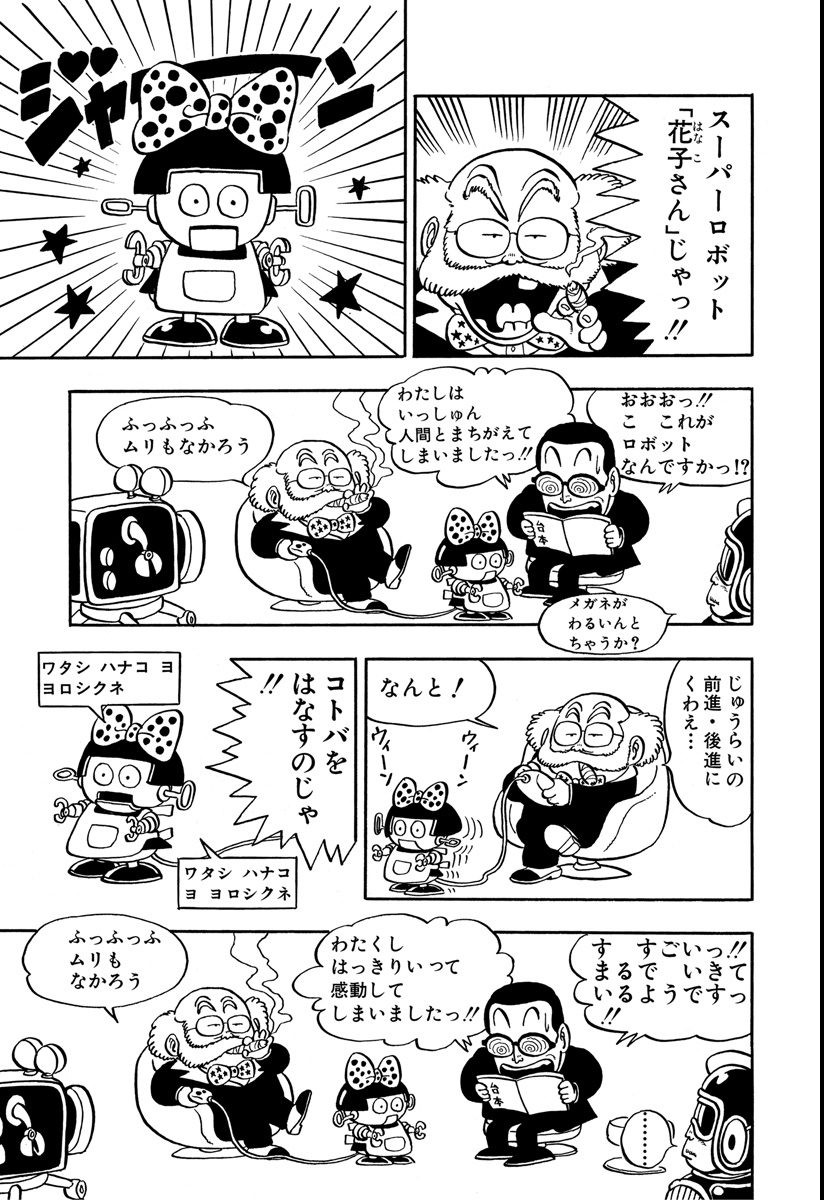 スーパーロボット
「花子さん」じゃっ!!
はな こ
ジャーン
おおおっ!!
こ これが
ロボット
なんですかっ!?
わたしは
いっしゅん
人間とまちがえて
しまいましたっ!!
台本
ふっふっふ
ムリもなかろう
メガネが
わるいんと
ちゃうか?
じゅうらいの
前進・後進に
くわえ…
なんと!
ウィーン
ウィーン
コトバを
はなすのじゃ
!!
ワタシ ハナコ ヨ
ヨロシクネ
ワタシ ハナコ
ヨ ヨロシクネ
す すごいっ!!
まるで いきて
いるようですっ
!!
わたくし
はっきりいって
感動して
しまいましたっ!!
台本
ふっふっふ
ムリも
なかろう